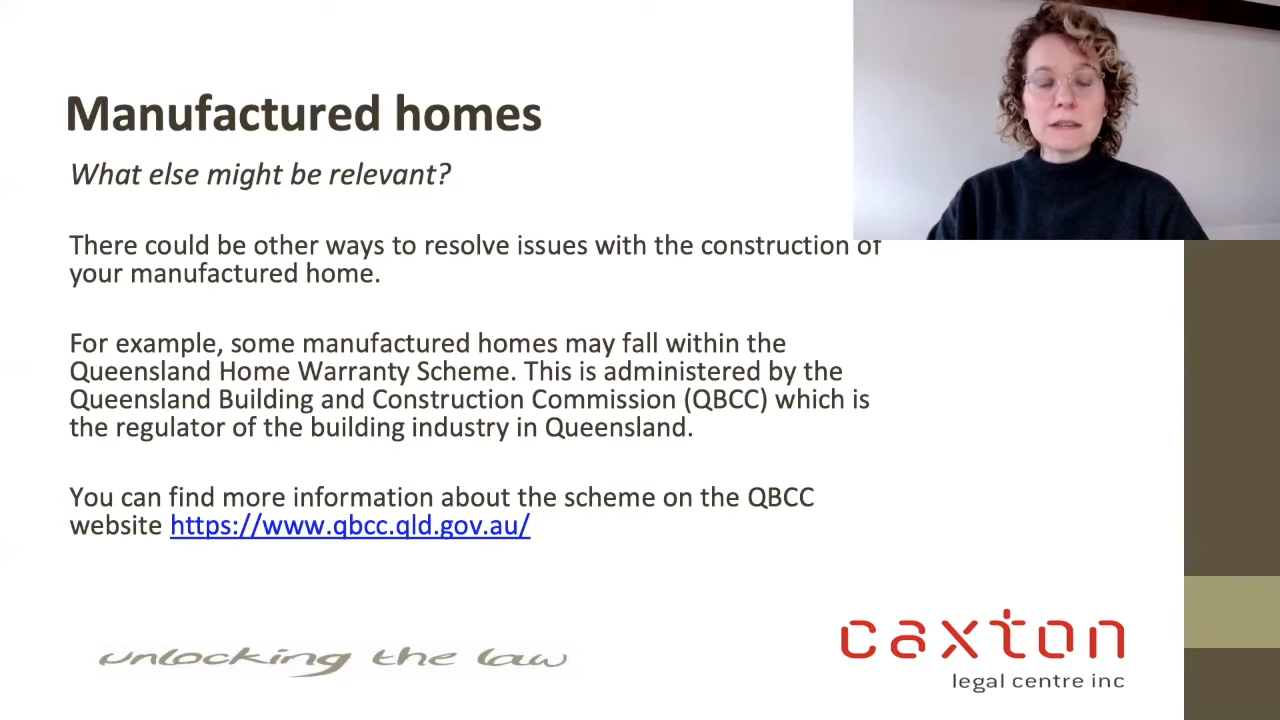 Manufactured homes
What else might be relevant?
There could be other ways to resolve issues with the construction of
your manufactured home.
For example, some manufactured homes may fall within the
Queensland Home Warranty Scheme. This is administered by the
Queensland Building and Construction Commission (QBCC) which is
the regulator of the building industry in Queensland.
You can find more information about the scheme on the QBCC
website https://www.qbcc.qld.gov.au/
unlocking the law
caxton
legal centre inc